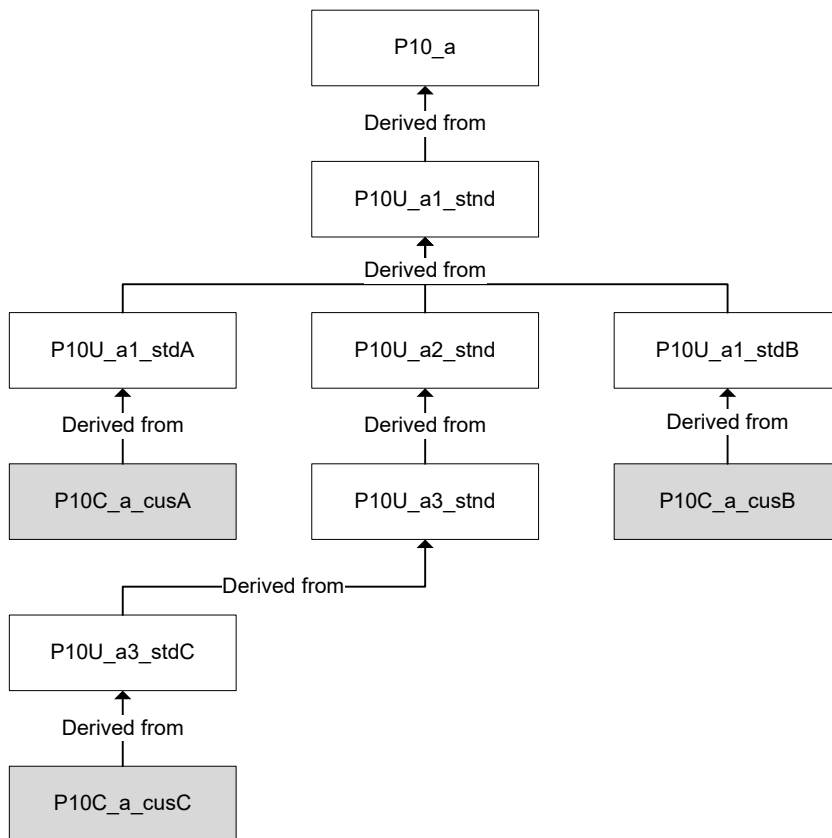 P10_a
Derived from
P10U_a1_stnd
Derived from
P10U_a1_stdA
P10U_a2_stnd
P10U_a1_stdB
Derived from
Derived from
Derived from
P10C_a_cusA
P10U_a3_stnd
P10C_a_cusB
Derived from
P10U_a3_stdC
Derived from
P10C_a_cusC